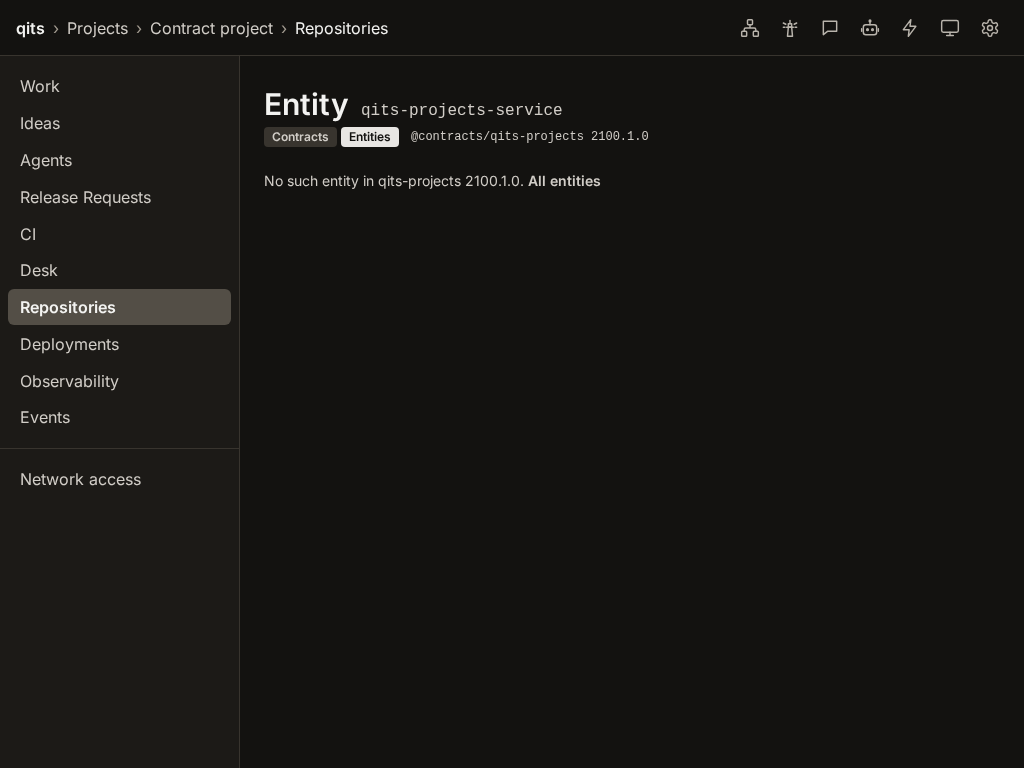 qits › Projects › Contract project › Repositories
Work
Ideas
Agents
Release Requests
CI
Desk
Repositories
Deployments
Observability
Events
Network access
Entity qits-projects-service
Contracts Entities @contracts/qits-projects 2100.1.0
No such entity in qits-projects 2100.1.0. All entities